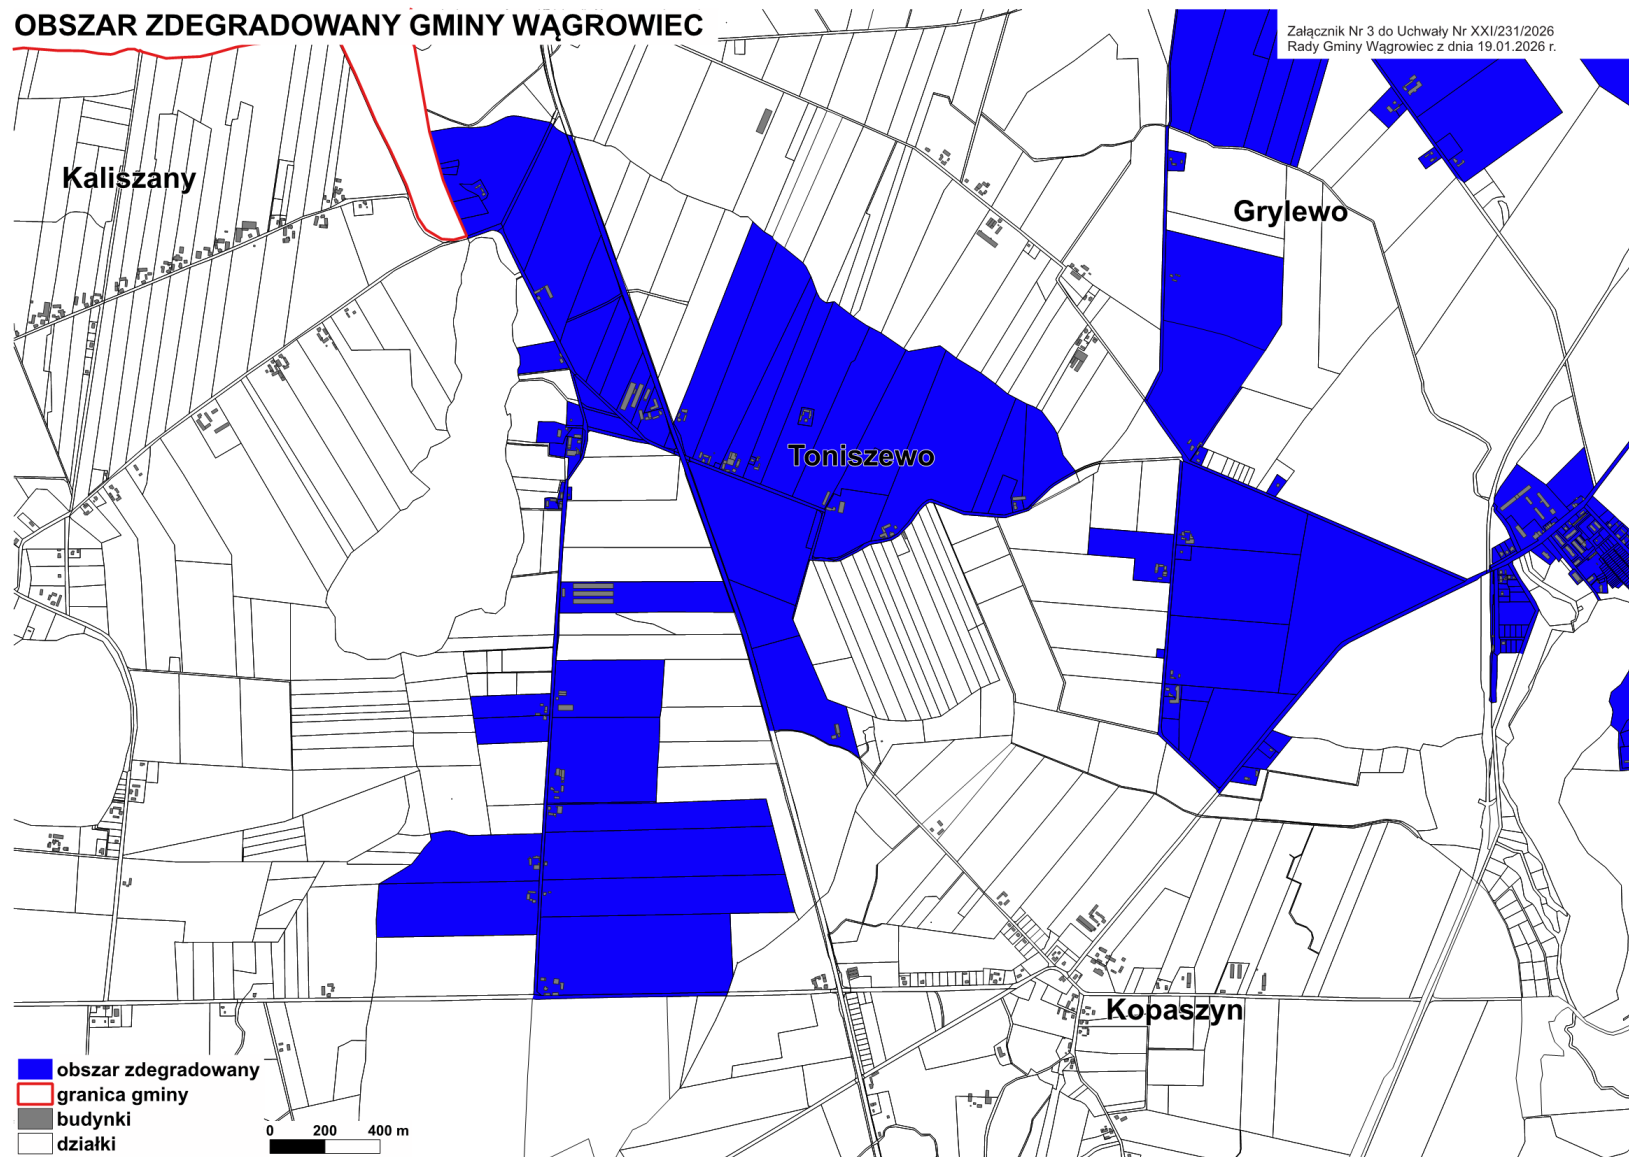 OBSZAR ZDEGRADOWANY GMINY WĄGROWIEC
Załącznik Nr 3 do Uchwały Nr XXI/231/2026
Rady Gminy Wągrowiec z dnia 19.01.2026 r.
Kaliszany
Grylewo
Toniszewo
Kopaszyn
obszar zdegradowany
granica gminy
budynki
działki
0 200 400 m